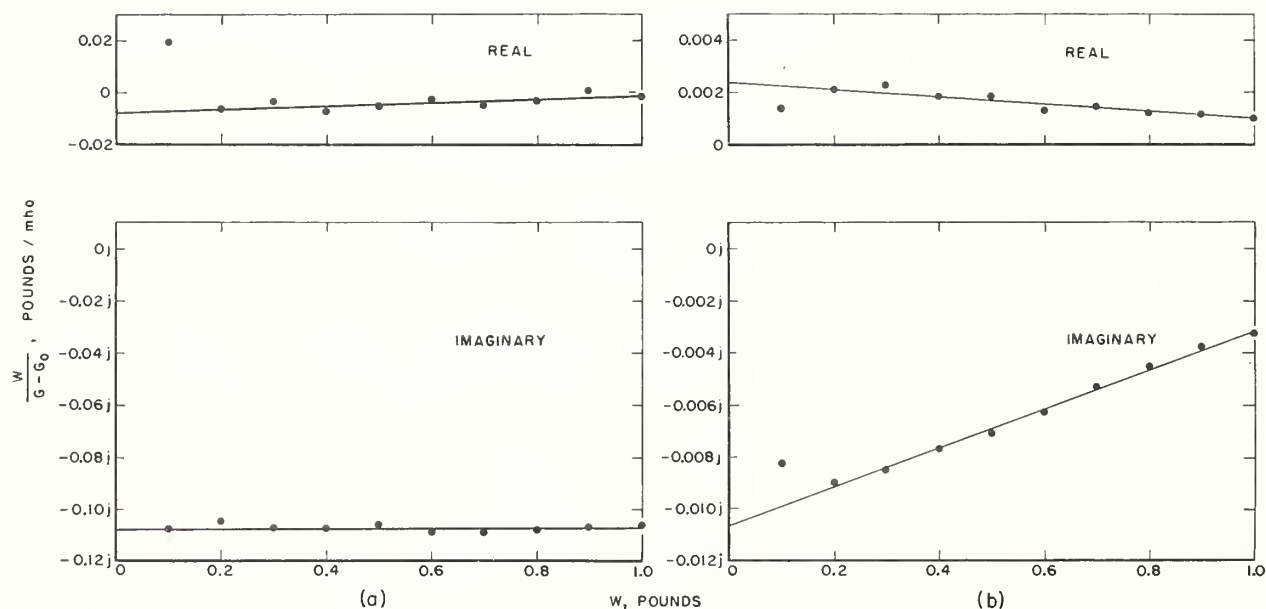 0.02
0
-0.02
REAL
0.004
0.002
0
REAL
W / G - G₀ , POUNDS / mho
0j
-0.02j
-0.04j
-0.06j
-0.08j
-0.10j
-0.12j
IMAGINARY
0 0.2 0.4 0.6 0.8 1.0
0j
-0.002j
-0.004j
-0.006j
-0.008j
-0.010j
-0.012j
IMAGINARY
0 0.2 0.4 0.6 0.8 1.0
(a) W, POUNDS (b)